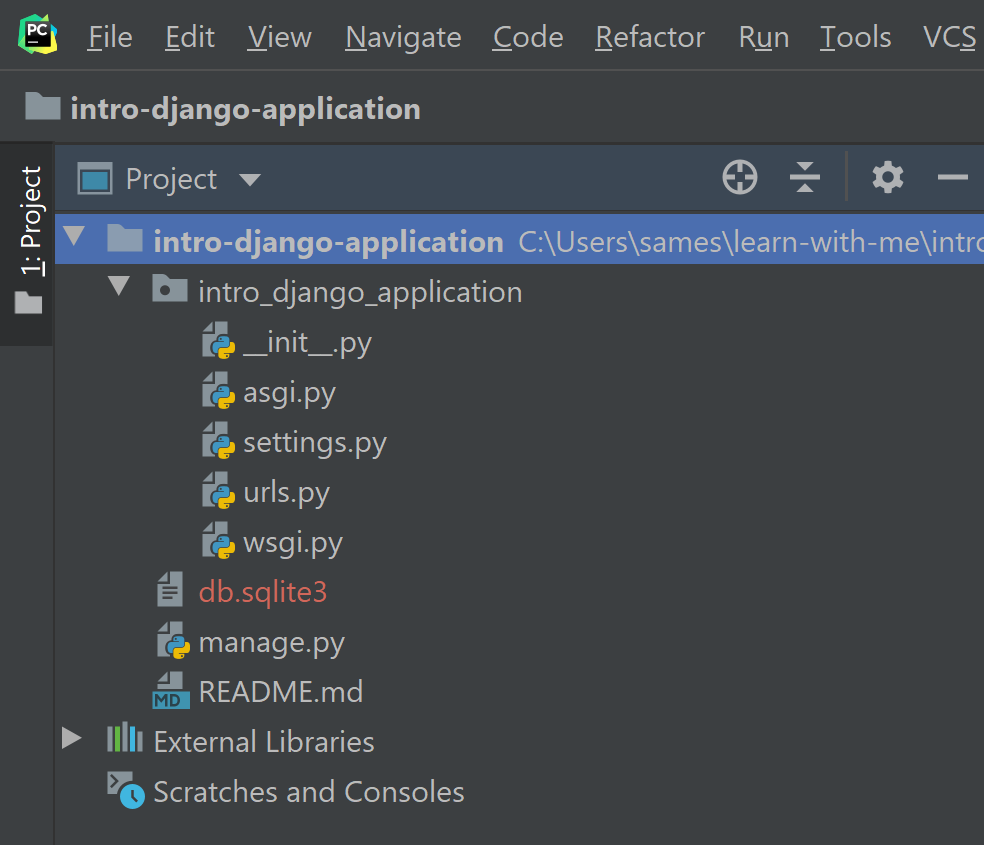 PC File Edit View Navigate Code Refactor Run Tools VCS
intro-django-application
1: Project
Project
intro-django-application C:\Users\sames\learn-with-me\intro
intro_django_application
__init__.py
asgi.py
settings.py
urls.py
wsgi.py
db.sqlite3
manage.py
MD README.md
External Libraries
Scratches and Consoles